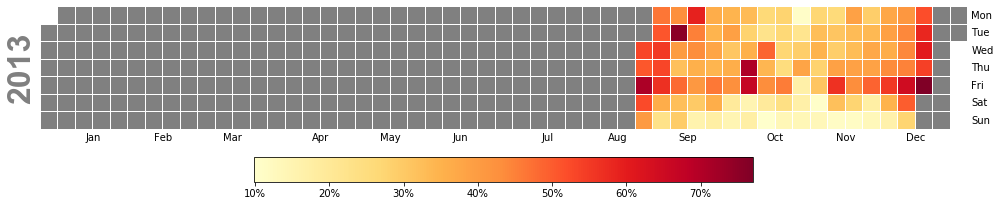 2013
Mon
Tue
Wed
Thu
Fri
Sat
Sun
Jan Feb Mar Apr May Jun Jul Aug Sep Oct Nov Dec
10% 20% 30% 40% 50% 60% 70%